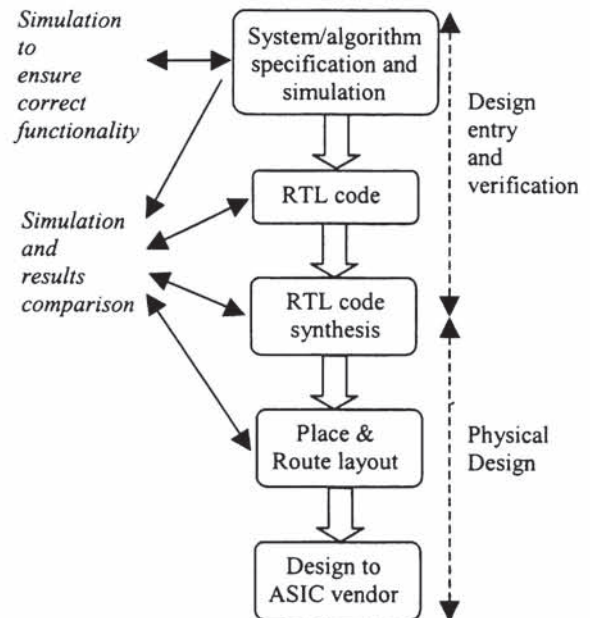 Simulation
to
ensure
correct
functionality
System/algorithm
specification and
simulation
Design
entry
and
verification
RTL code
Simulation
and
results
comparison
RTL code
synthesis
Place &
Route layout
Physical
Design
Design to
ASIC vendor